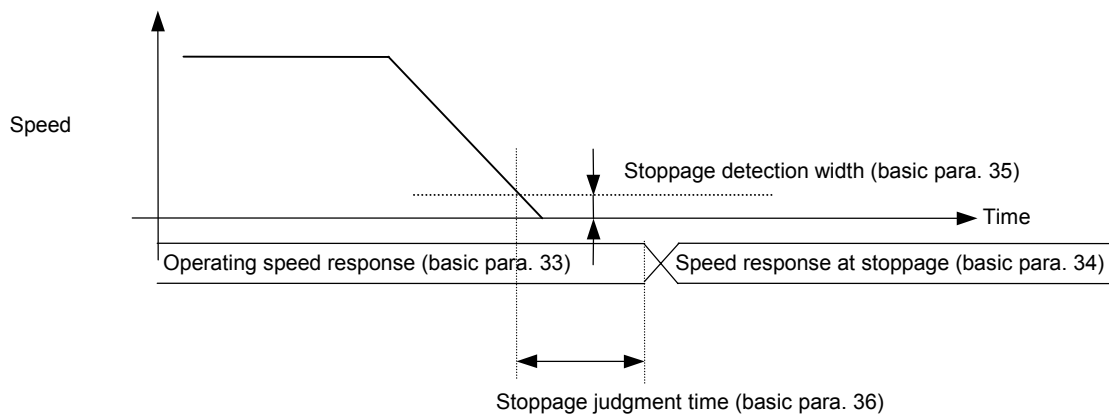 Speed
Stoppage detection width (basic para. 35)
Time
Operating speed response (basic para. 33)
Speed response at stoppage (basic para. 34)
Stoppage judgment time (basic para. 36)